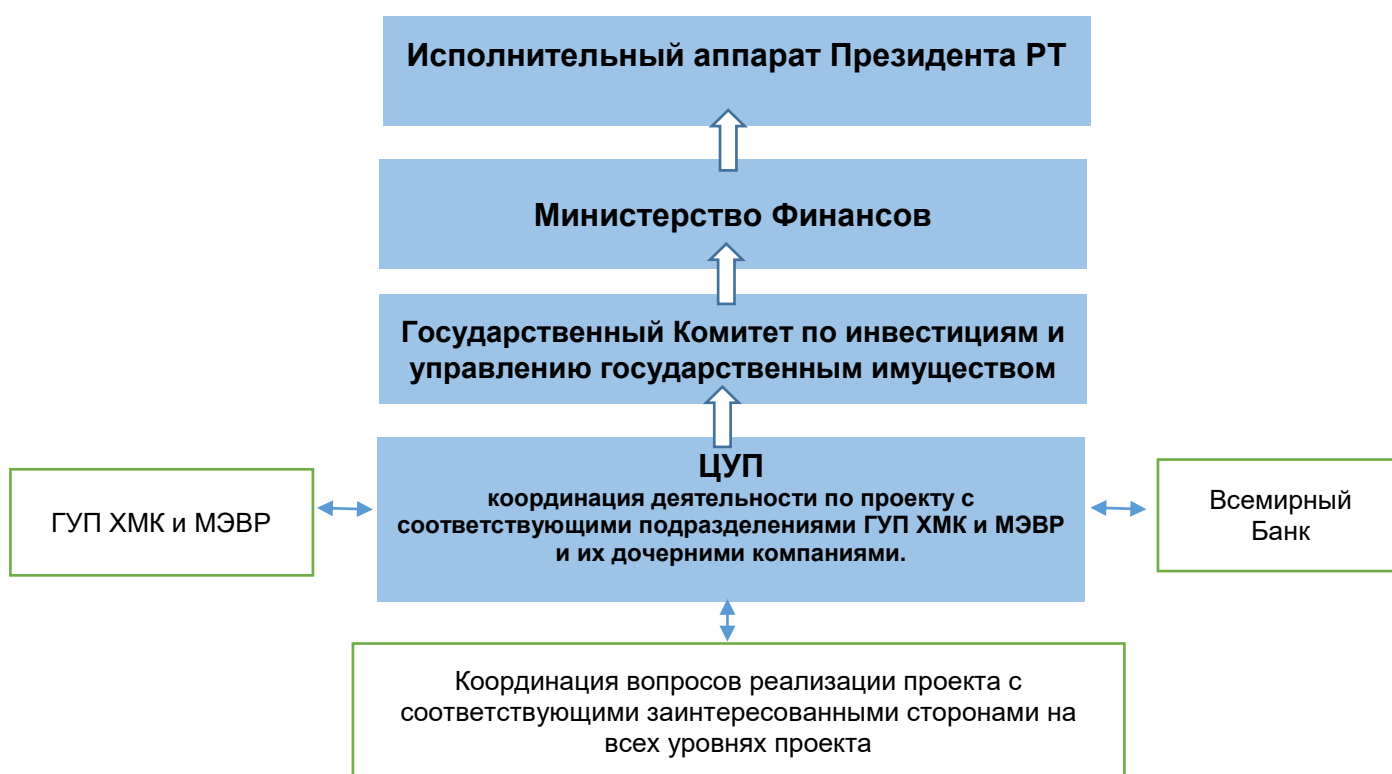 Исполнительный аппарат Президента РТ
Министерство Финансов
Государственный Комитет по инвестициям и
управлению государственным имуществом
ЦУП
координация деятельности по проекту с
соответствующими подразделениями ГУП ХМК и МЭВР
и их дочерними компаниями.
ГУП ХМК и МЭВР
Всемирный
Банк
Координация вопросов реализации проекта с
соответствующими заинтересованными сторонами на
всех уровнях проекта